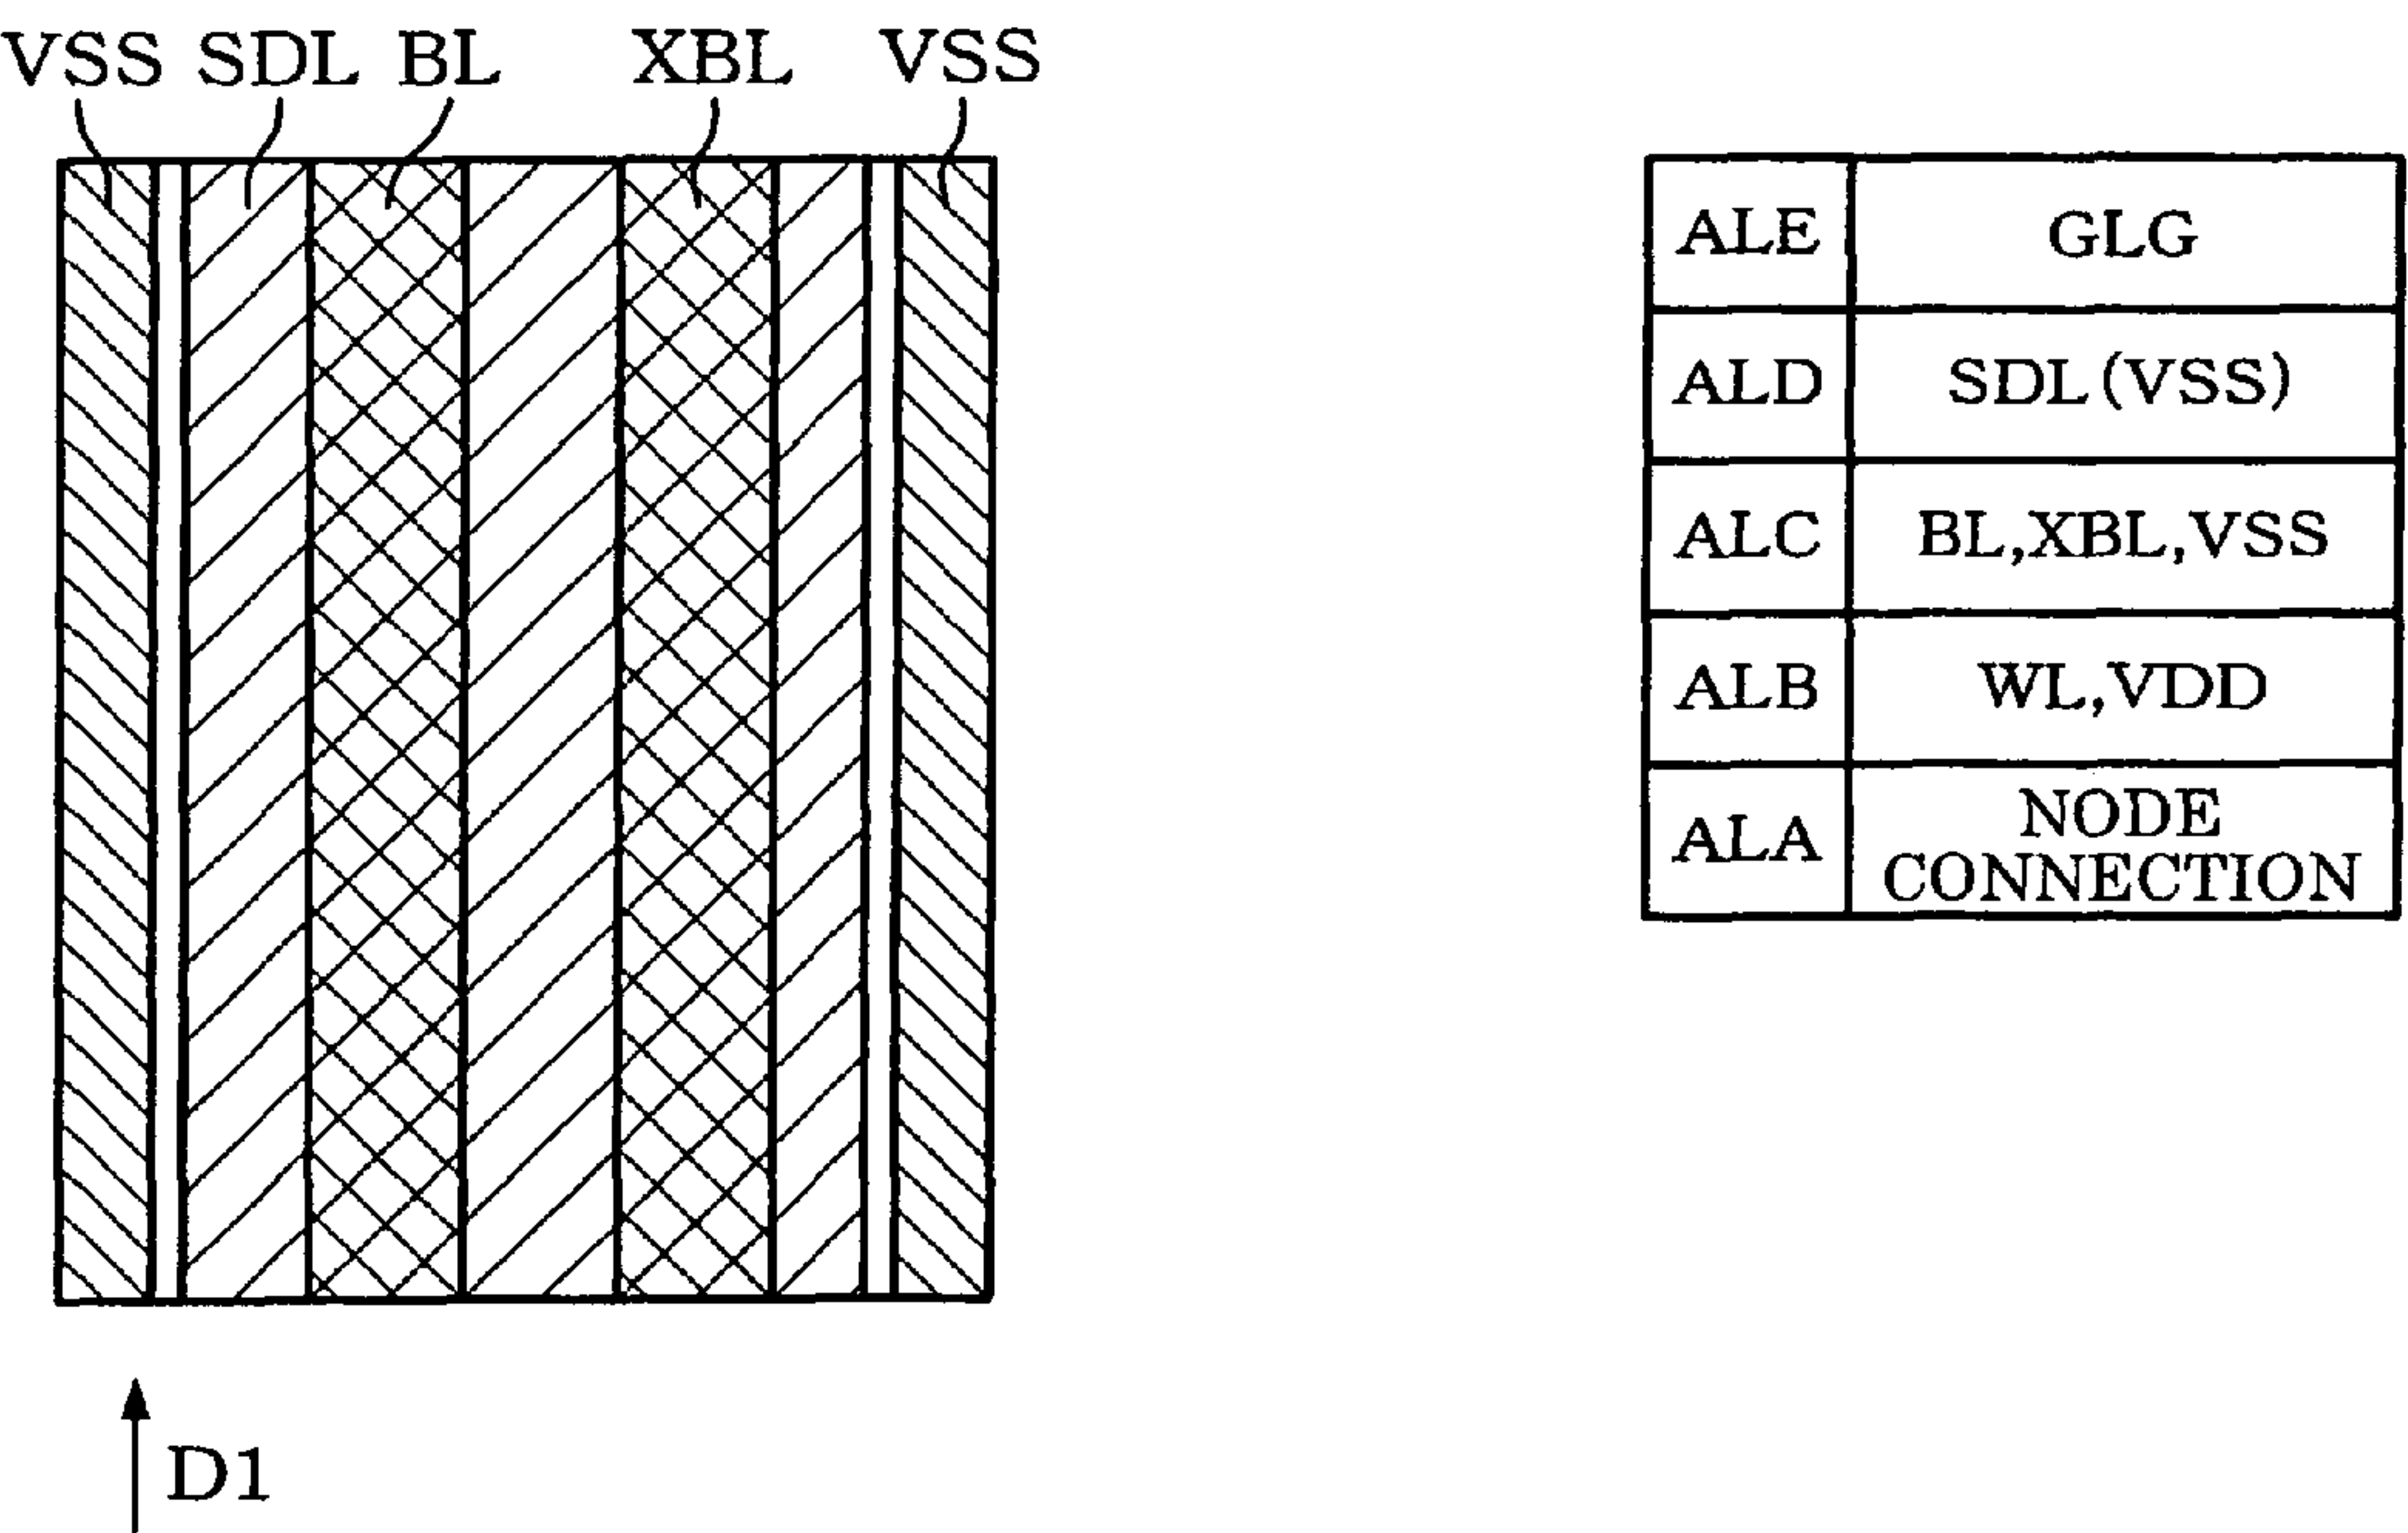 VSS SDL BL XBL VSS
ALE GLG
ALD SDL(VSS)
ALC BL,XBL,VSS
ALB WL,VDD
ALA NODE
CONNECTION
D1